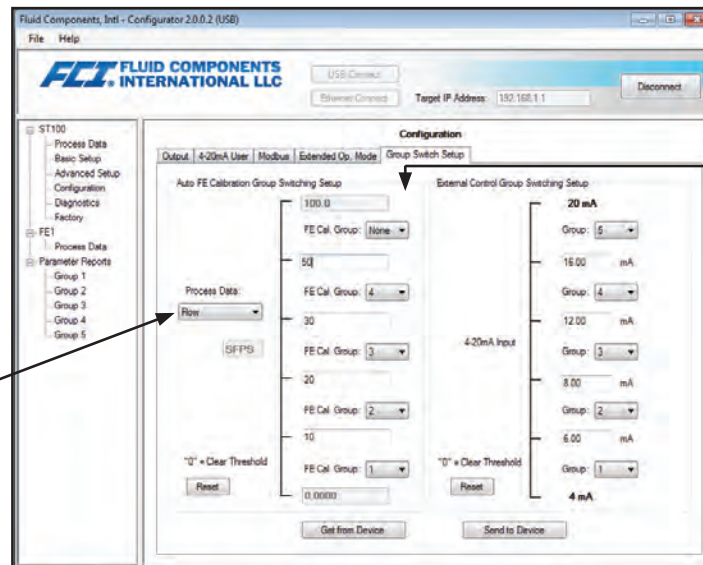 Fluid Components, Intl - Configurator 2.0.0.2 (USB)
File Help
FCI. FLUID COMPONENTS
INTERNATIONAL LLC
USB Connect
Ethernet Connect
Target IP Address: 192.168.1.1
Disconnect
ST100
Process Data
Basic Setup
Advanced Setup
Configuration
Diagnostics
Factory
FE1
Process Data
Parameter Reports
Group 1
Group 2
Group 3
Group 4
Group 5
Configuration
Output 4-20mA User Modbus Extended Op. Mode Group Switch Setup
Auto FE Calibration Group Switching Setup
100.0
FE Cal. Group: None
50
Process Data:
Flow
FE Cal. Group: 4
30
SFPS
FE Cal. Group: 3
20
FE Cal. Group: 2
10
"0" = Clear Threshold
FE Cal. Group: 1
Reset
0.0000
Get from Device
External Control Group Switching Setup
20 mA
Group: 5
16.00 mA
Group: 4
12.00 mA
4-20mA Input
Group: 3
8.00 mA
Group: 2
6.00 mA
"0" = Clear Threshold
Group: 1
Reset
4 mA
Send to Device